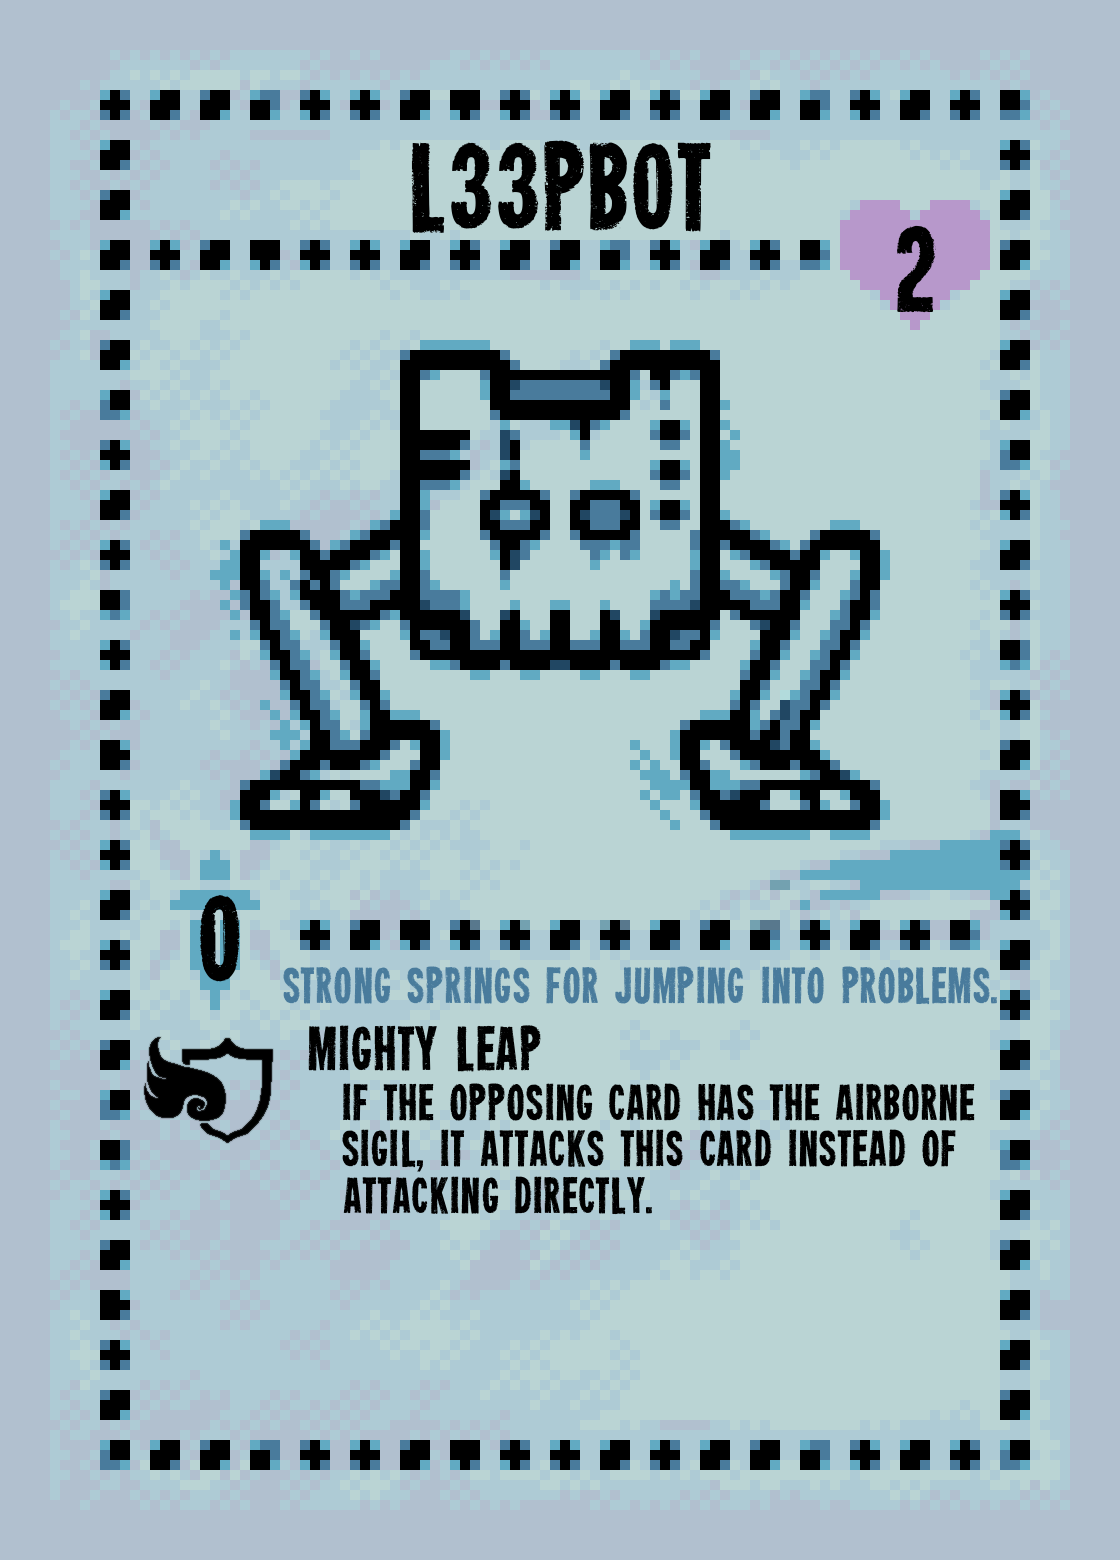 L33PBOT
2
0
STRONG SPRINGS FOR JUMPING INTO PROBLEMS.
MIGHTY LEAP
IF THE OPPOSING CARD HAS THE AIRBORNE
SIGIL, IT ATTACKS THIS CARD INSTEAD OF
ATTACKING DIRECTLY.